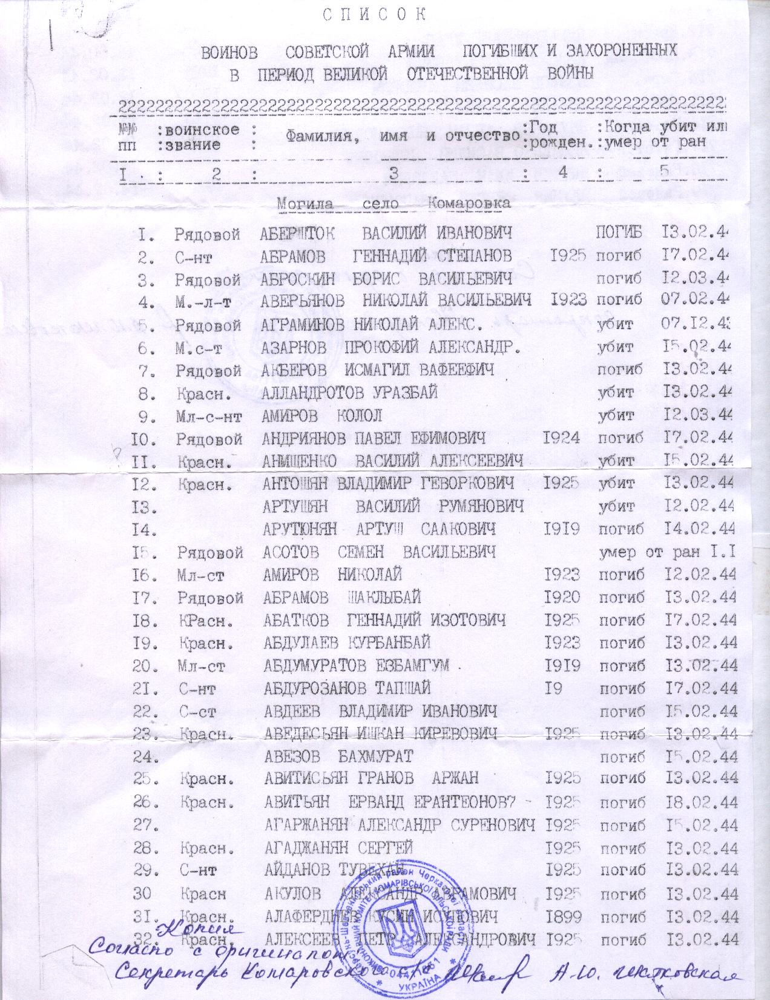 СПИСОК
ВОИНОВ СОВЕТСКОЙ АРМИИ ПОГИБШИХ И ЗАХОРОНЕННЫХ
В ПЕРИОД ВЕЛИКОЙ ОТЕЧЕСТВЕННОЙ ВОЙНЫ
22222222222222222222222222222222222222222222222222222222222222222
№№ :воинское : Фамилия, имя и отчество :Год :Когда убит или
пп :звание : :рожден.:умер от ран
I : 2 : 3 : 4 : 5
Могила село Комаровка
I. Рядовой АБЕРШТОК ВАСИЛИЙ ИВАНОВИЧ ПОГИБ I3.02.44
2. С-нт АБРАМОВ ГЕННАДИЙ СТЕПАНОВ I925 погиб I7.02.44
3. Рядовой АБРОСКИН БОРИС ВАСИЛЬЕВИЧ погиб I2.03.44
4. М.-л-т АВЕРЬЯНОВ НИКОЛАЙ ВАСИЛЬЕВИЧ I923 погиб 07.02.44
5. Рядовой АГРАМИНОВ НИКОЛАЙ АЛЕКС. убит 07.I2.43
6. М.с-т АЗАРНОВ ПРОКОФИЙ АЛЕКСАНДР. убит I5.02.44
7. Рядовой АКБЕРОВ ИСМАГИЛ ВАФЕЕФИЧ погиб I3.02.44
8. Красн. АЛЛАНДРОТОВ УРАЗБАЙ убит I3.02.44
9. Мл-с-нт АМИРОВ КОЛОЛ убит I2.03.44
I0. Рядовой АНДРИЯНОВ ПАВЕЛ ЕФИМОВИЧ I924 погиб I7.02.44
II. Красн. АНИЩЕНКО ВАСИЛИЙ АЛЕКСЕЕВИЧ убит I5.02.44
I2. Красн. АНТОШЯН ВЛАДИМИР ГЕВОРКОВИЧ I925 убит I3.02.44
I3. АРТУШЯН ВАСИЛИЙ РУМЯНОВИЧ убит I2.02.44
I4. АРУТЮНЯН АРТУШ СААКОВИЧ I9I9 погиб I4.02.44
I5. Рядовой АСОТОВ СЕМЕН ВАСИЛЬЕВИЧ умер от ран I.I
I6. Мл-ст АМИРОВ НИКОЛАЙ I923 погиб I2.02.44
I7. Рядовой АБРАМОВ ШАКЛЫБАЙ I920 погиб I3.02.44
I8. КРасн. АБАТКОВ ГЕННАДИЙ ИЗОТОВИЧ I925 погиб I7.02.44
I9. Красн. АБДУЛАЕВ КУРБАНБАЙ I923 погиб I3.02.44
20. Мл-ст АБДУМУРАТОВ ЕЗБАМГУМ I9I9 погиб I3.02.44
2I. С-нт АБДУРОЗАНОВ ТАПШАЙ I9 погиб I7.02.44
22. С-ст АВДЕЕВ ВЛАДИМИР ИВАНОВИЧ погиб I5.02.44
23. Красн. АВЕДЕСЬЯН ИШКАН КИРЕВОВИЧ I925 погиб I3.02.44
24. АВЕЗОВ БАХМУРАТ погиб I5.02.44
25. Красн. АВИТИСЬЯН ГРАНОВ АРЖАН I925 погиб I3.02.44
26. Красн. АВИТЬЯН ЕРВАНД ЕРАНТЕОНОВ? - I925 погиб I8.02.44
27. АГАРЖАНЯН АЛЕКСАНДР СУРЕНОВИЧ I925 погиб I5.02.44
28. Красн. АГАДЖАНЯН СЕРГЕЙ I925 погиб I3.02.44
29. С-нт АЙДАНОВ ТУВЕХАН I925 погиб I3.02.44
30 Красн АКУЛОВ АЛЕКСАНДР АВРАМОВИЧ I925 погиб I3.02.44
3I. Красн. АЛАФЕРДИЕВ КУСИН ИСУПОВИЧ I899 погиб I3.02.44
32. Красн. АЛЕКСЕЕВ ПЕТР АЛЕКСАНДРОВИЧ I925 погиб I3.02.44
Копия
Согласно с оригиналом
Секретарь Комаровского с/с А.Ю.
УКРАЇНА